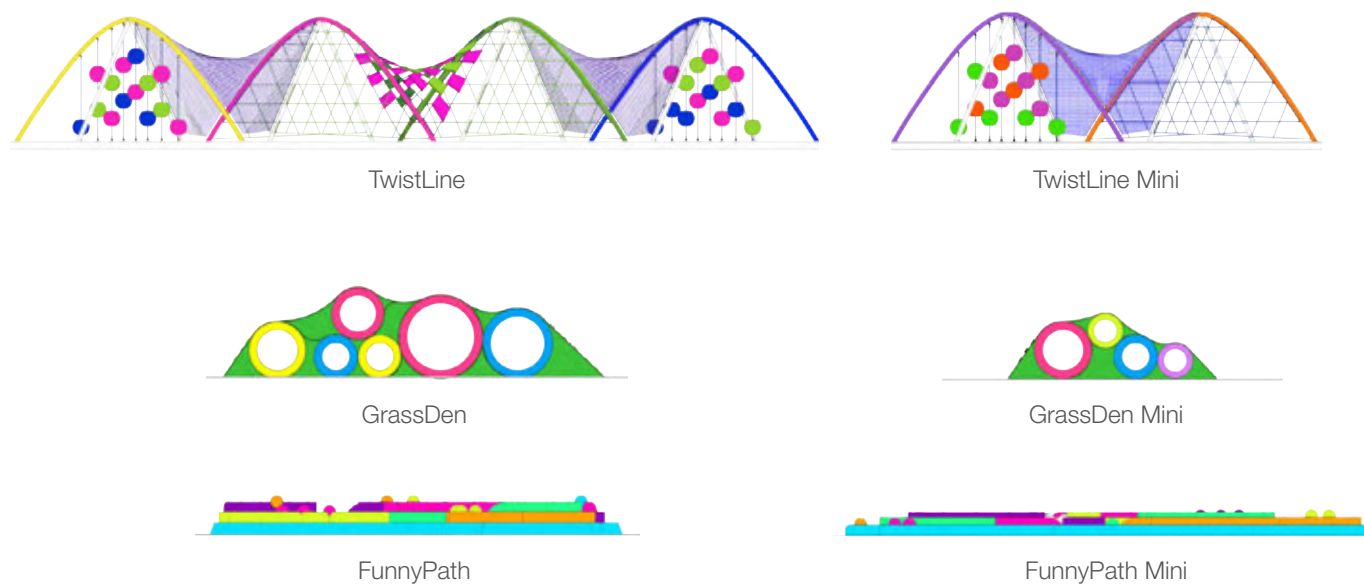 TwistLine
TwistLine Mini
GrassDen
GrassDen Mini
FunnyPath
FunnyPath Mini